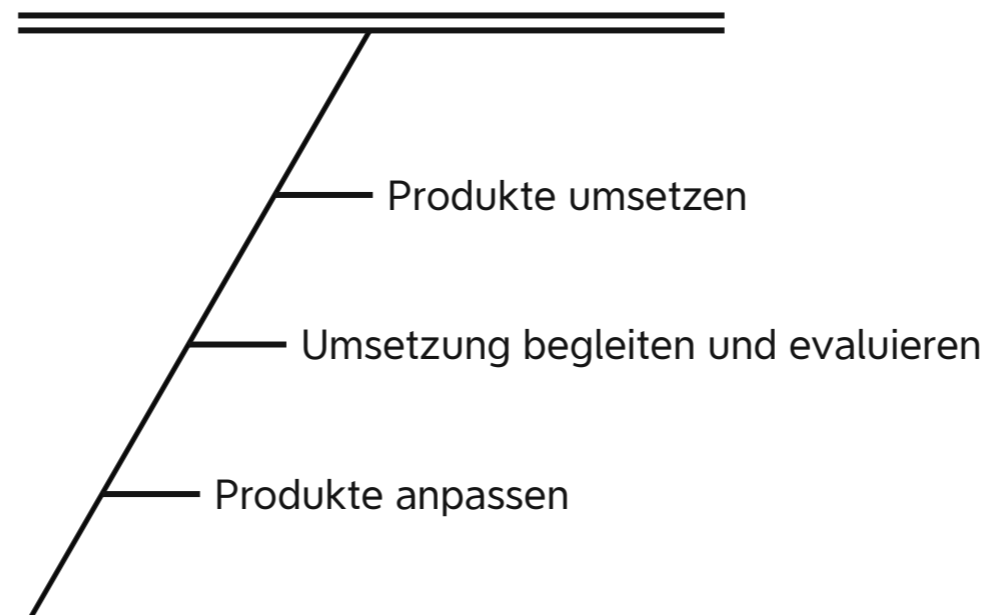 Produkte umsetzen
Umsetzung begleiten und evaluieren
Produkte anpassen